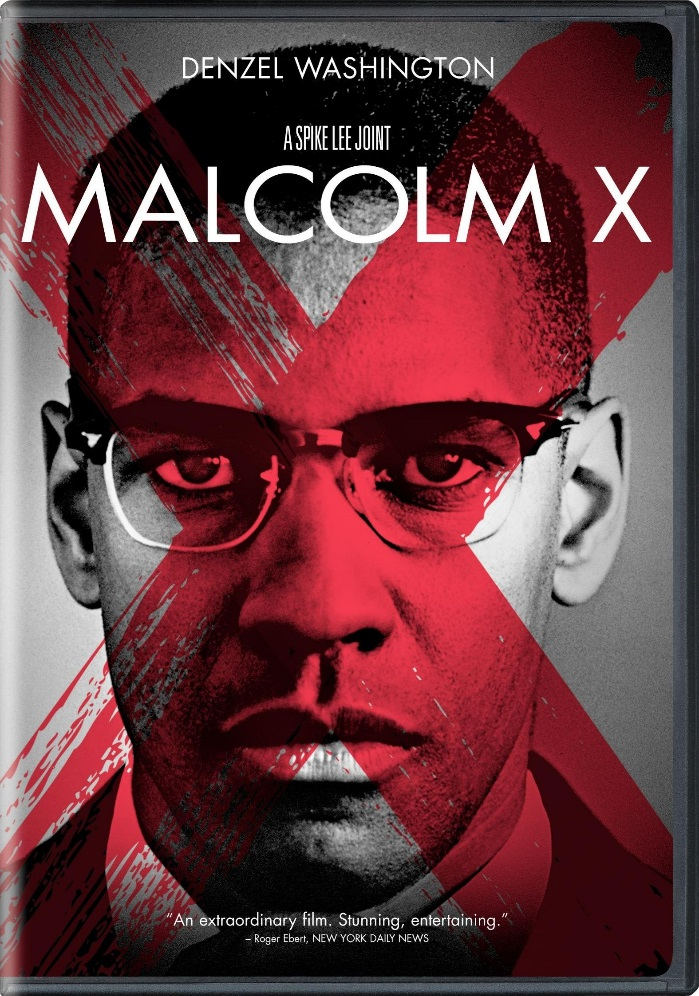 DENZEL WASHINGTON
A SPIKE LEE JOINT
MALCOLM X
“An extraordinary film. Stunning, entertaining.”
– Roger Ebert, NEW YORK DAILY NEWS